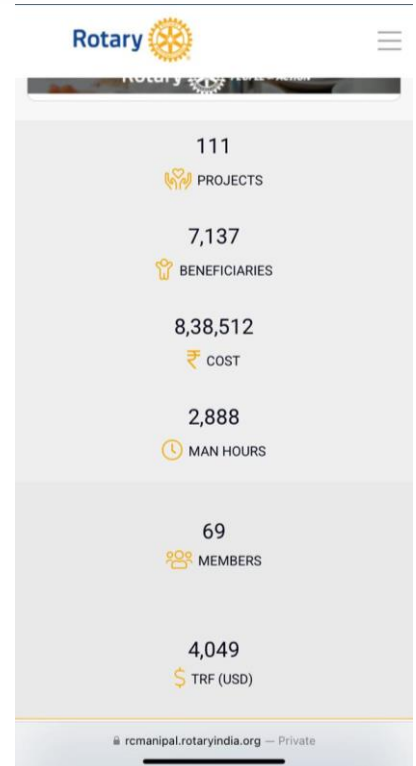 Rotary
Rotary
111
PROJECTS
7,137
BENEFICIARIES
8,38,512
₹ COST
2,888
MAN HOURS
69
MEMBERS
4,049
$ TRF (USD)
rcmanipal.rotaryindia.org — Private